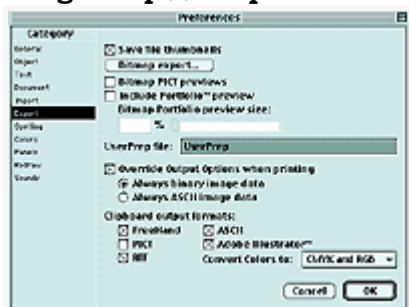 Preferences
Category
General
Object
Text
Document
Import
Export
Spelling
Colors
Panels
Redraw
Sounds
Save file thumbnails
Bitmap export...
Bitmap PICT previews
Include Portfolio™ preview
Bitmap Portfolio preview size:
%
UserPrep file: UserPrep
Override Output Options when printing
Always binary image data
Always ASCII image data
Clipboard output formats:
FreeHand
ASCII
PICT
Adobe Illustrator™
RTF
Convert Colors to: CMYK and RGB
Cancel
OK